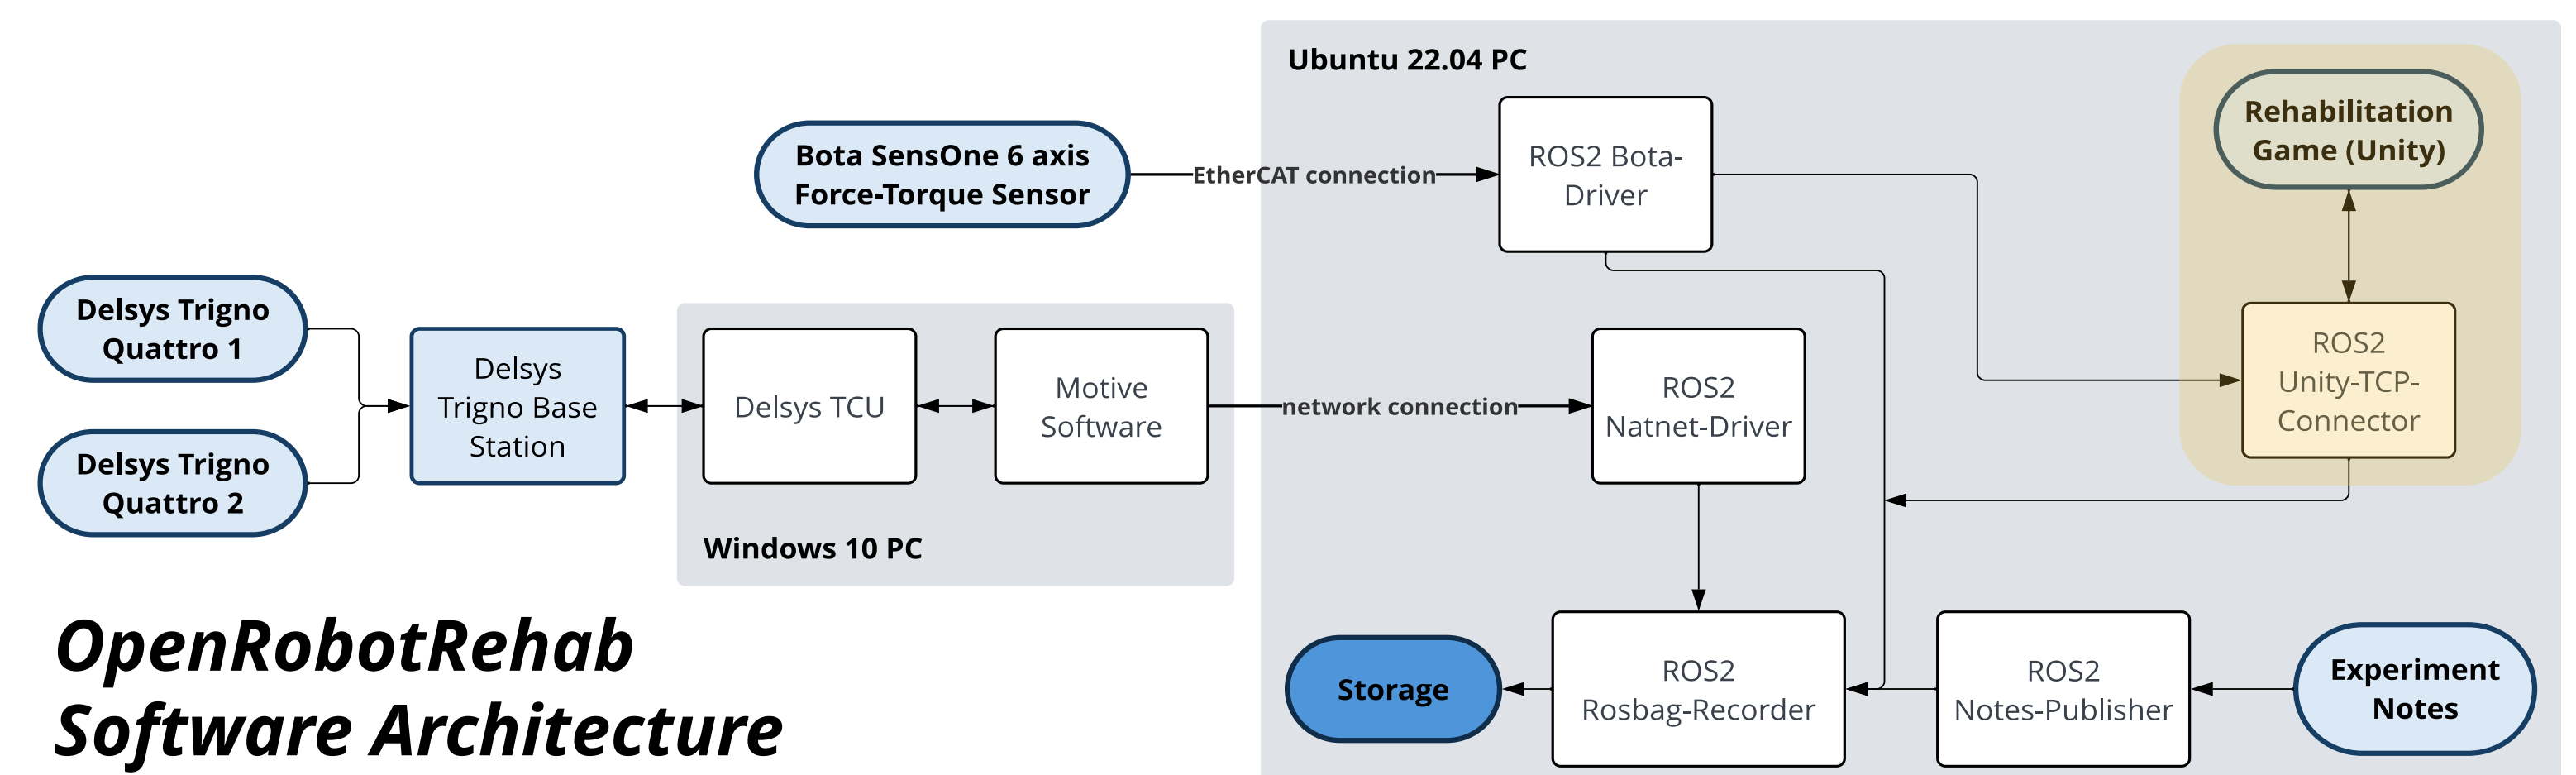 Ubuntu 22.04 PC
Rehabilitation
Game (Unity)
Bota SensOne 6 axis
Force-Torque Sensor
EtherCAT connection
ROS2 Bota-
Driver
Delsys Trigno
Quattro 1
Delsys Trigno
Quattro 2
Delsys
Trigno Base
Station
Delsys TCU
Motive
Software
Windows 10 PC
network connection
ROS2
Natnet-Driver
ROS2
Unity-TCP-
Connector
OpenRobotRehab
Software Architecture
Storage
ROS2
Rosbag-Recorder
ROS2
Notes-Publisher
Experiment
Notes